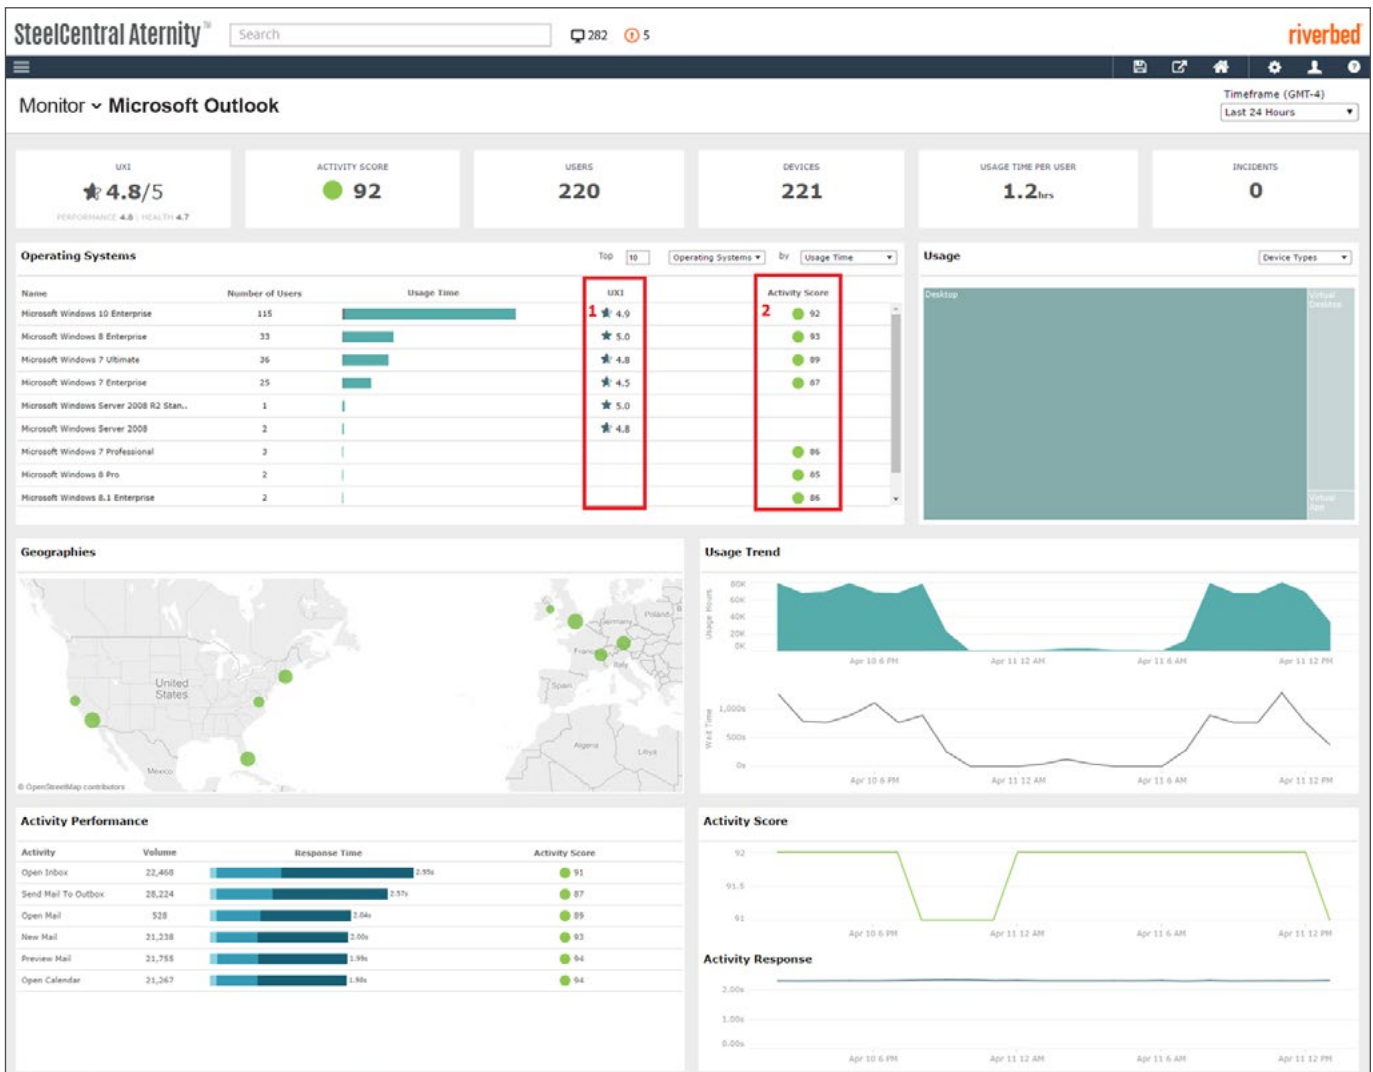 SteelCentral Aternity™ Search 282 5 riverbed
Monitor Microsoft Outlook
Timeframe (GMT-4)
Last 24 Hours
UXI ACTIVITY SCORE USERS DEVICES USAGE TIME PER USER INCIDENTS
4.8/5 92 220 221 1.2hrs 0
PERFORMANCE 4.8 | HEALTH 4.7
Operating Systems Top 10 Operating Systems by Usage Time
Name Number of Users Usage Time UXI Activity Score
Microsoft Windows 10 Enterprise 115 1 4.9 2 92
Microsoft Windows 8 Enterprise 33 5.0 93
Microsoft Windows 7 Ultimate 36 4.8 89
Microsoft Windows 7 Enterprise 25 4.5 87
Microsoft Windows Server 2008 R2 Stan.. 1 5.0
Microsoft Windows Server 2008 2 4.8
Microsoft Windows 7 Professional 3 86
Microsoft Windows 8 Pro 2 85
Microsoft Windows 8.1 Enterprise 2 86
Usage Device Types
Desktop
Virtual
Desktop
Virtual
App
Geographies
United
States
Mexico
Poland
Germany
France
Italy
Spain
Algeria
Libya
© OpenStreetMap contributors
Usage Trend
Usage Hours
80K
60K
40K
20K
0K
Apr 10 6 PM Apr 11 12 AM Apr 11 6 AM Apr 11 12 PM
Wait Time
1,000s
500s
0s
Apr 10 6 PM Apr 11 12 AM Apr 11 6 AM Apr 11 12 PM
Activity Performance
Activity Volume Response Time Activity Score
Open Inbox 22,468 2.95s 91
Send Mail To Outbox 28,224 2.57s 87
Open Mail 528 2.04s 89
New Mail 21,238 2.00s 93
Preview Mail 21,755 1.99s 94
Open Calendar 21,267 1.98s 94
Activity Score
92
91.5
91
Apr 10 6 PM Apr 11 12 AM Apr 11 6 AM Apr 11 12 PM
Activity Response
2.00s
1.00s
0.00s
Apr 10 6 PM Apr 11 12 AM Apr 11 6 AM Apr 11 12 PM